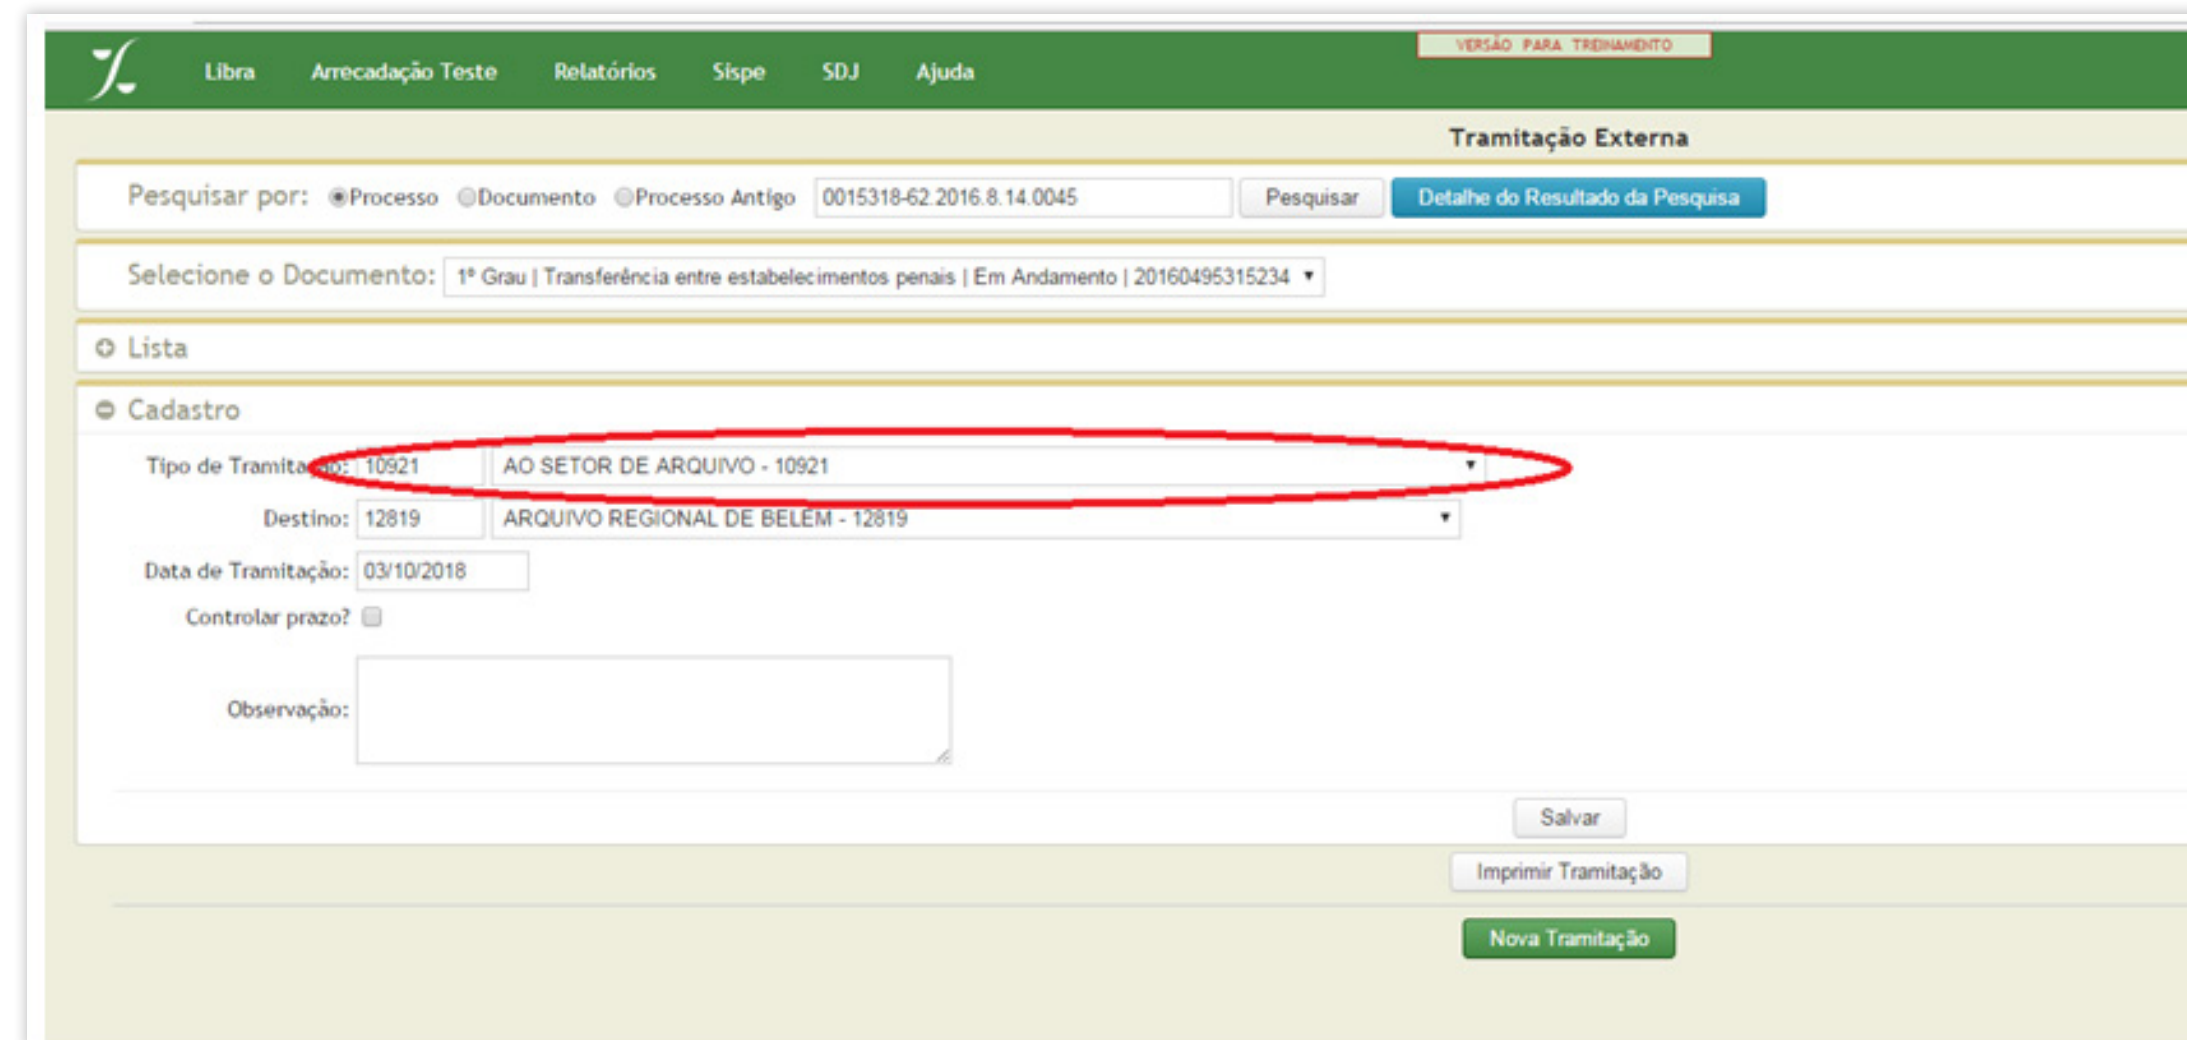 VERSÃO PARA TREINAMENTO
Libra Arrecadação Teste Relatórios Sispe SDJ Ajuda
Tramitação Externa
Pesquisar por: Processo Documento Processo Antigo 0015318-62.2016.8.14.0045 Pesquisar Detalhe do Resultado da Pesquisa
Selecione o Documento: 1º Grau | Transferência entre estabelecimentos penais | Em Andamento | 20160495315234
Lista
Cadastro
Tipo de Tramitação: 10921 AO SETOR DE ARQUIVO - 10921
Destino: 12819 ARQUIVO REGIONAL DE BELÉM - 12819
Data de Tramitação: 03/10/2018
Controlar prazo?
Observação:
Salvar
Imprimir Tramitação
Nova Tramitação